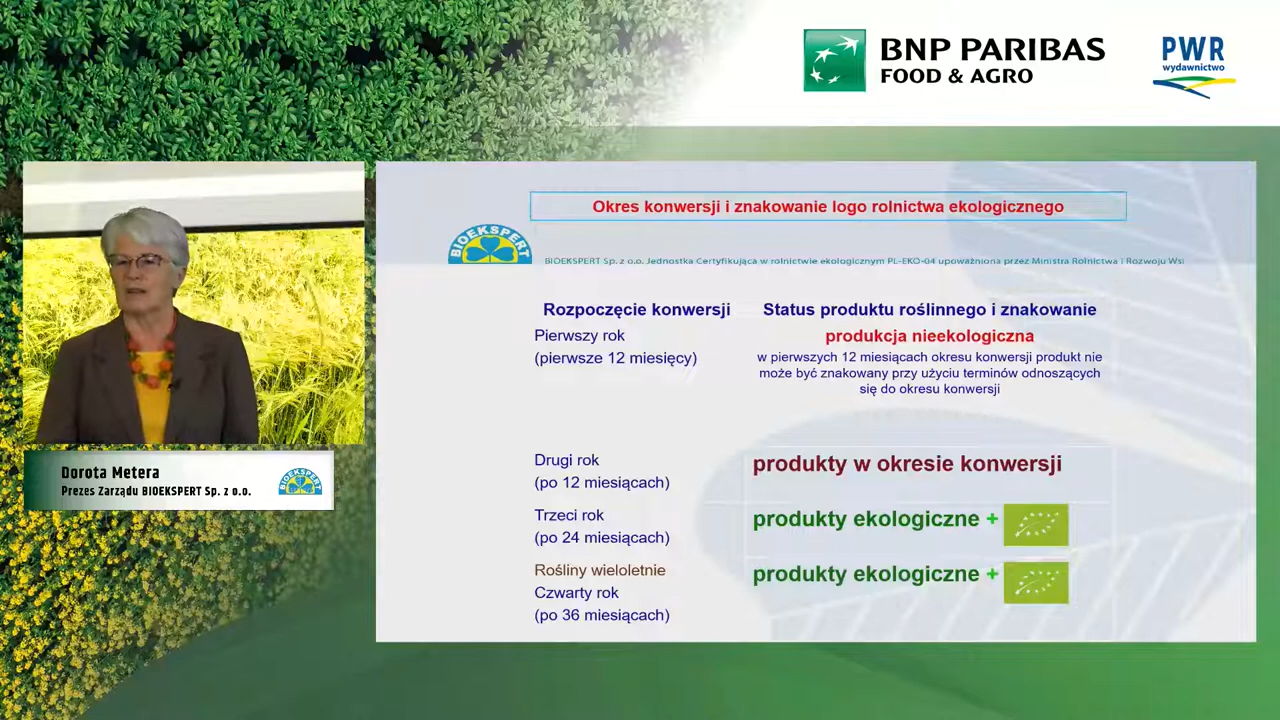 BNP PARIBAS
FOOD & AGRO
PWR
wydawnictwo
Okres konwersji i znakowanie logo rolnictwa ekologicznego
BIOEKSPERT
BIOEKSPERT Sp. z o.o. Jednostka Certyfikująca w rolnictwie ekologicznym PL-EKO-04 upoważniona przez Ministra Rolnictwa i Rozwoju Wsi
Rozpoczęcie konwersji
Status produktu roślinnego i znakowanie
Pierwszy rok
(pierwsze 12 miesięcy)
produkcja nieekologiczna
w pierwszych 12 miesiącach okresu konwersji produkt nie
może być znakowany przy użyciu terminów odnoszących
się do okresu konwersji
Drugi rok
(po 12 miesiącach)
produkty w okresie konwersji
Trzeci rok
(po 24 miesiącach)
produkty ekologiczne +
Rośliny wieloletnie
Czwarty rok
(po 36 miesiącach)
produkty ekologiczne +
Dorota Metera
Prezes Zarządu BIOEKSPERT Sp. z o.o.
BIOEKSPERT